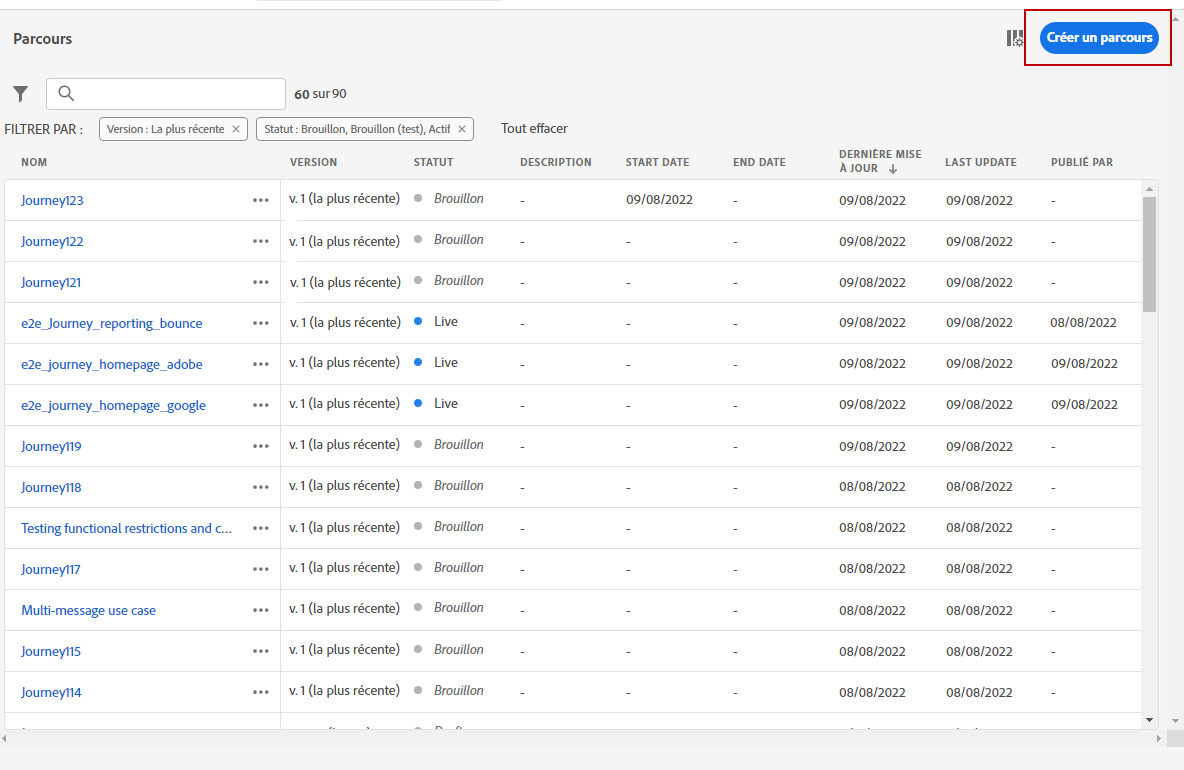 Parcours
Créer un parcours
60 sur 90
FILTRER PAR : Version : La plus récente × Statut : Brouillon, Brouillon (test), Actif × Tout effacer
NOM VERSION STATUT DESCRIPTION START DATE END DATE DERNIÈRE MISE À JOUR ↓ LAST UPDATE PUBLIÉ PAR
Journey123 ••• v. 1 (la plus récente) Brouillon - 09/08/2022 - 09/08/2022 09/08/2022 -
Journey122 ••• v. 1 (la plus récente) Brouillon - - - 09/08/2022 09/08/2022 -
Journey121 ••• v. 1 (la plus récente) Brouillon - - - 09/08/2022 09/08/2022 -
e2e_Journey_reporting_bounce ••• v. 1 (la plus récente) Live - - - 09/08/2022 09/08/2022 08/08/2022
e2e_journey_homepage_adobe ••• v. 1 (la plus récente) Live - - - 09/08/2022 09/08/2022 09/08/2022
e2e_journey_homepage_google ••• v. 1 (la plus récente) Live - - - 09/08/2022 09/08/2022 09/08/2022
Journey119 ••• v. 1 (la plus récente) Brouillon - - - 09/08/2022 09/08/2022 -
Journey118 ••• v. 1 (la plus récente) Brouillon - - - 08/08/2022 08/08/2022 -
Testing functional restrictions and c... ••• v. 1 (la plus récente) Brouillon - - - 08/08/2022 08/08/2022 -
Journey117 ••• v. 1 (la plus récente) Brouillon - - - 08/08/2022 08/08/2022 -
Multi-message use case ••• v. 1 (la plus récente) Brouillon - - - 08/08/2022 08/08/2022 -
Journey115 ••• v. 1 (la plus récente) Brouillon - - - 08/08/2022 08/08/2022 -
Journey114 ••• v. 1 (la plus récente) Brouillon - - - 08/08/2022 08/08/2022 -